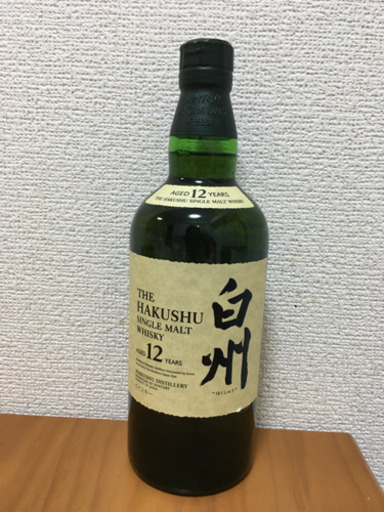 AGED 12 YEARS
THE HAKUSHU SINGLE MALT WHISKY
THE
HAKUSHU
SINGLE MALT
WHISKY
AGED 12 YEARS
HAKUSHU DISTILLERY
白州